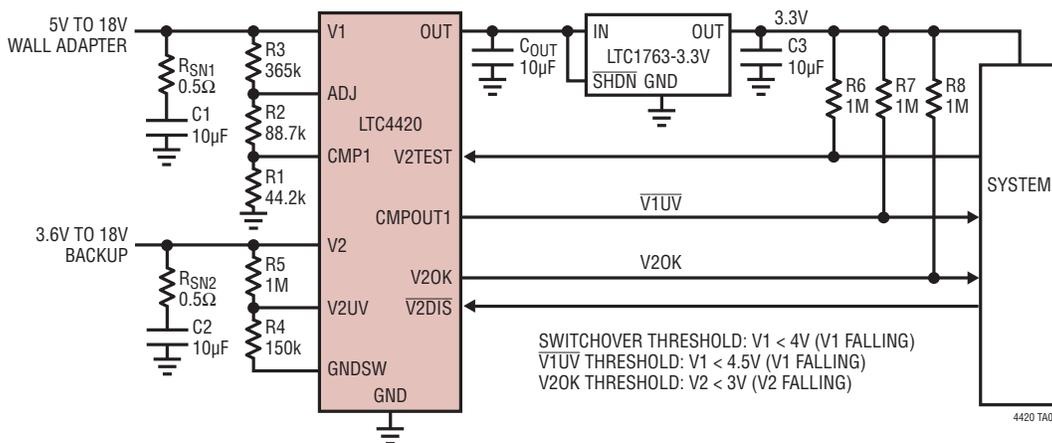 5V TO 18V
WALL ADAPTER
RSN1
0.5Ω
C1
10µF
R3
365k
R2
88.7k
R1
44.2k
V1
ADJ
LTC4420
CMP1
OUT
V2TEST
CMPOUT1
V2
V2OK
V2UV
V2DIS
GNDSW
GND
COUT
10µF
IN
OUT
LTC1763-3.3V
SHDN GND
3.3V
C3
10µF
R6
1M
R7
1M
R8
1M
SYSTEM
V1UV
V2OK
3.6V TO 18V
BACKUP
RSN2
0.5Ω
C2
10µF
R5
1M
R4
150k
SWITCHOVER THRESHOLD: V1 < 4V (V1 FALLING)
V1UV THRESHOLD: V1 < 4.5V (V1 FALLING)
V2OK THRESHOLD: V2 < 3V (V2 FALLING)
4420